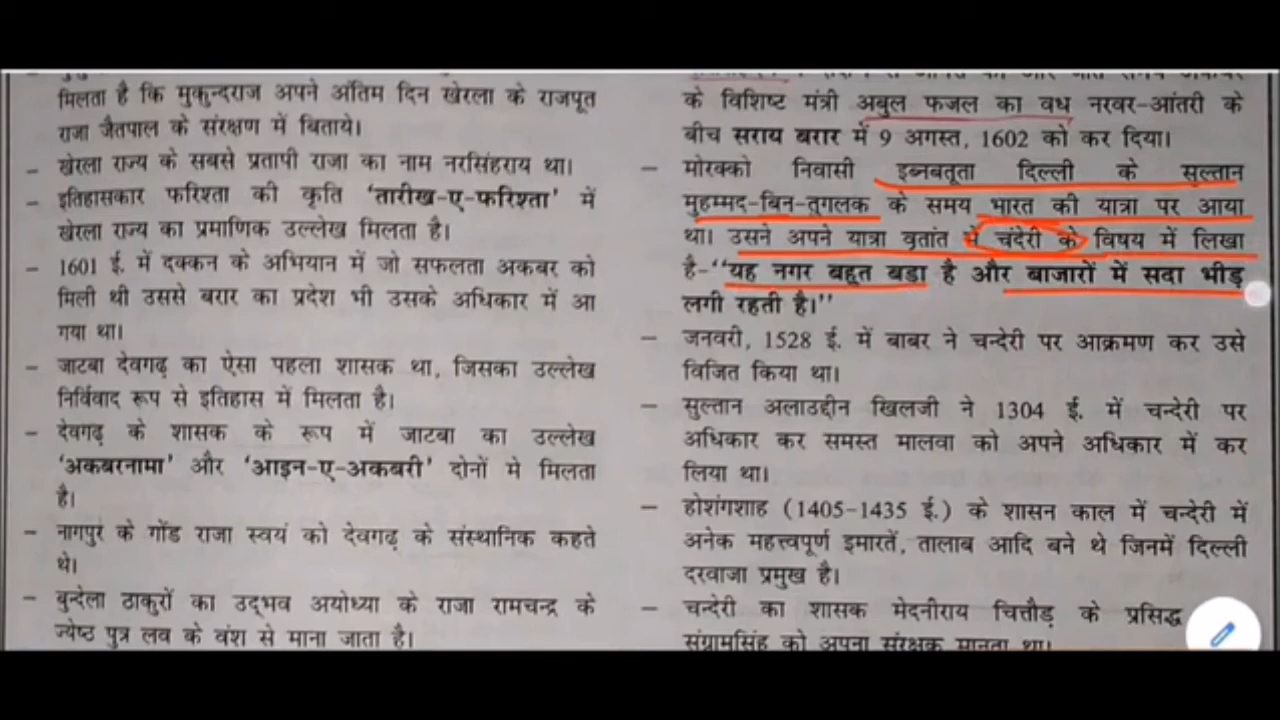 मिलता है कि मुकुन्दराज अपने अंतिम दिन खेरला के राजपूत
राजा जैतपाल के संरक्षण में बिताये।
– खेरला राज्य के सबसे प्रतापी राजा का नाम नरसिंहराय था।
– इतिहासकार फरिश्ता की कृति ‘तारीख-ए-फरिश्ता’ में
खेरला राज्य का प्रमाणिक उल्लेख मिलता है।
– 1601 ई. में दक्कन के अभियान में जो सफलता अकबर को
मिली थी उससे बरार का प्रदेश भी उसके अधिकार में आ
गया था।
– जाटबा देवगढ़ का ऐसा पहला शासक था, जिसका उल्लेख
निर्विवाद रूप से इतिहास में मिलता है।
– देवगढ़ के शासक के रूप में जाटबा का उल्लेख
‘अकबरनामा’ और ‘आइन-ए-अकबरी’ दोनों मे मिलता
है।
– नागपुर के गोंड राजा स्वयं को देवगढ़ के संस्थानिक कहते
थे।
– बुन्देला ठाकुरों का उद्भव अयोध्या के राजा रामचन्द्र के
ज्येष्ठ पुत्र लव के वंश से माना जाता है।
के विशिष्ट मंत्री अबुल फजल का वध नरवर-आंतरी के
बीच सराय बरार में 9 अगस्त, 1602 को कर दिया।
– मोरक्को निवासी इब्नबतूता दिल्ली के सुल्तान
मुहम्मद-बिन-तुगलक के समय भारत की यात्रा पर आया
था। उसने अपने यात्रा वृतांत में चंदेरी के विषय में लिखा
है-‘‘यह नगर बहुत बड़ा है और बाजारों में सदा भीड़
लगी रहती है।’’
– जनवरी, 1528 ई. में बाबर ने चन्देरी पर आक्रमण कर उसे
विजित किया था।
– सुल्तान अलाउद्दीन खिलजी ने 1304 ई. में चन्देरी पर
अधिकार कर समस्त मालवा को अपने अधिकार में कर
लिया था।
– होशंगशाह (1405-1435 ई.) के शासन काल में चन्देरी में
अनेक महत्त्वपूर्ण इमारतें, तालाब आदि बने थे जिनमें दिल्ली
दरवाजा प्रमुख है।
– चन्देरी का शासक मेदनीराय चित्तौड़ के प्रसिद्ध
संग्रामसिंह को अपना संरक्षक मानता था।